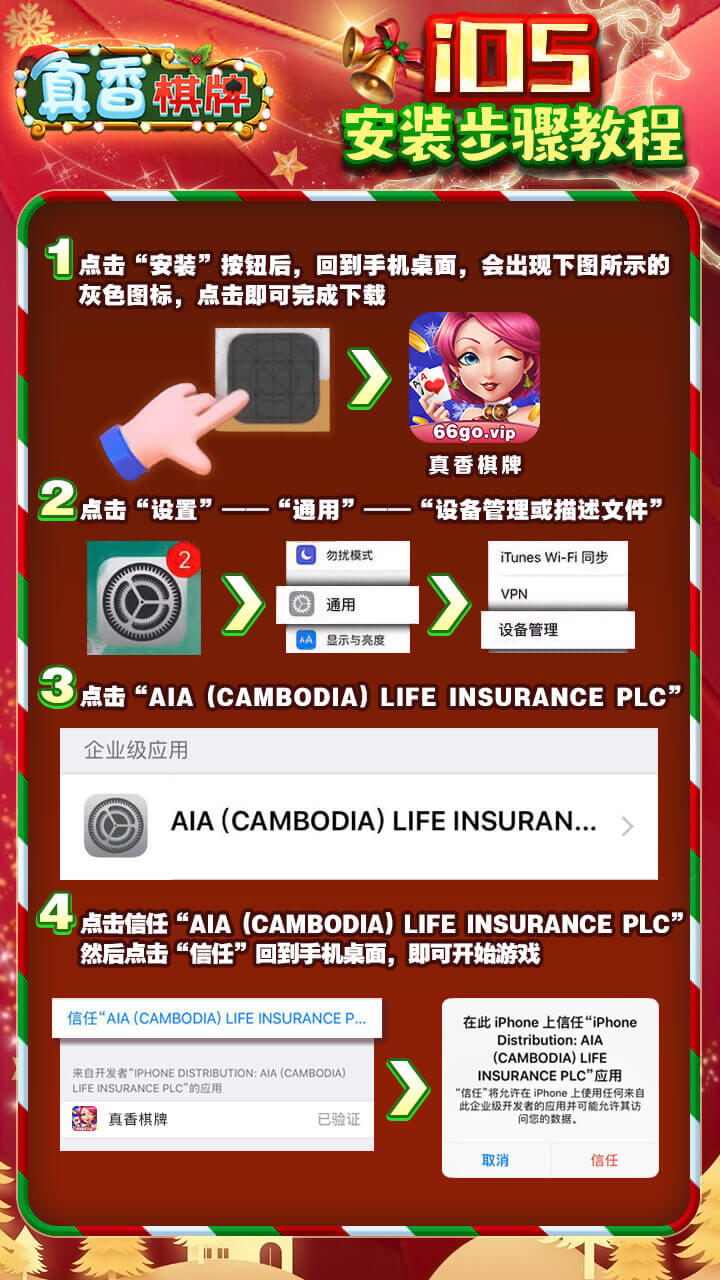 真香棋牌
iOS
安装步骤教程
1 点击“安装”按钮后，回到手机桌面，会出现下图所示的
灰色图标，点击即可完成下载
66go.vip
真香棋牌
2 点击“设置”——“通用”——“设备管理或描述文件”
2
勿扰模式
通用
AA 显示与亮度
iTunes Wi-Fi 同步
VPN
设备管理
3 点击“AIA (CAMBODIA) LIFE INSURANCE PLC”
企业级应用
AIA (CAMBODIA) LIFE INSURAN...
4 点击信任“AIA (CAMBODIA) LIFE INSURANCE PLC”
然后点击“信任”回到手机桌面，即可开始游戏
信任“AIA (CAMBODIA) LIFE INSURANCE P...
来自开发者“IPHONE DISTRIBUTION: AIA (CAMBODIA)
LIFE INSURANCE PLC”的应用
真香棋牌 已验证
在此 iPhone 上信任“iPhone
Distribution: AIA
(CAMBODIA) LIFE
INSURANCE PLC”应用
“信任”将允许在 iPhone 上使用任何来自
此企业级开发者的应用并可能允许其访
问您的数据。
取消 信任